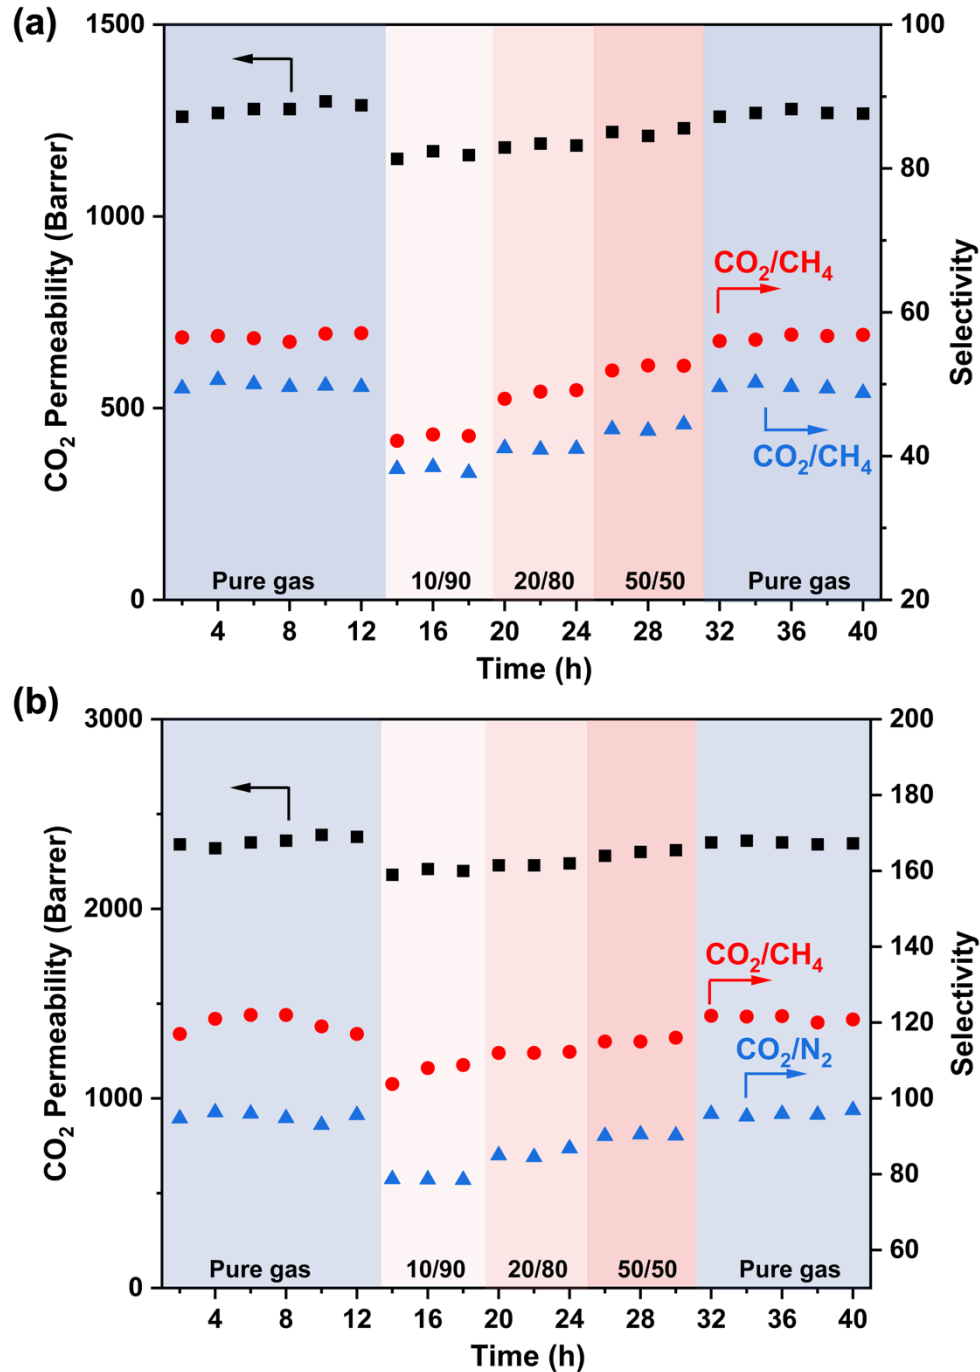 (a)
1500
1000
500
0
CO₂ Permeability (Barrer)
100
80
60
40
20
Selectivity
CO₂/CH₄
CO₂/CH₄
Pure gas 10/90 20/80 50/50 Pure gas
4 8 12 16 20 24 28 32 36 40
Time (h)
(b)
3000
2000
1000
0
CO₂ Permeability (Barrer)
200
180
160
140
120
100
80
60
Selectivity
CO₂/CH₄
CO₂/N₂
Pure gas 10/90 20/80 50/50 Pure gas
4 8 12 16 20 24 28 32 36 40
Time (h)